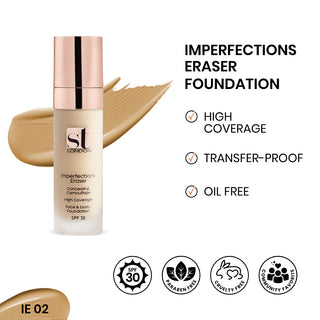 IMPERFECTIONS
ERASER
FOUNDATION
HIGH
COVERAGE
TRANSFER-PROOF
OIL FREE
st
LONDON
Imperfections
Eraser
Concealing
Camouflage
High Coverage
Face & body
Foundation
SPF 30
SPF
30
PARABEN FREE
CRUELTY FREE
COMMUNITY FAVORITE
IE 02